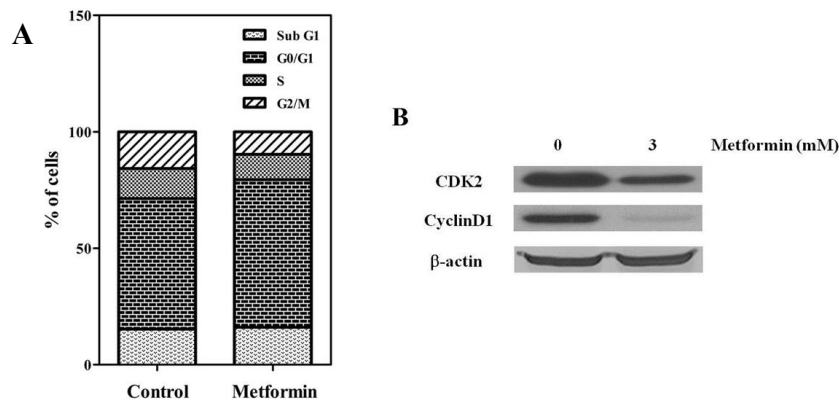 A
150
100
50
0
% of cells
Sub G1
G0/G1
S
G2/M
Control Metformin
B
0 3 Metformin (mM)
CDK2
CyclinD1
β-actin